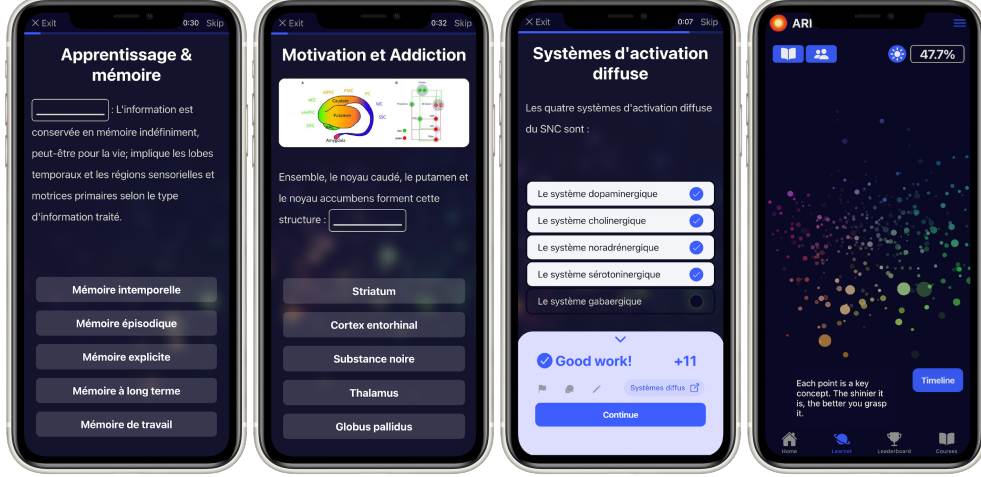 Exit
0:30 Skip
Apprentissage &
mémoire
: L'information est
conservée en mémoire indéfiniment,
peut-être pour la vie; implique les lobes
temporaux et les régions sensorielles et
motrices primaires selon le type
d'information traité.
Mémoire intemporelle
Mémoire épisodique
Mémoire explicite
Mémoire à long terme
Mémoire de travail
Exit
0:32 Skip
Motivation et Addiction
Caudate
Putamen
Amygdala
Ensemble, le noyau caudé, le putamen et
le noyau accumbens forment cette
structure :
Striatum
Cortex entorhinal
Substance noire
Thalamus
Globus pallidus
Exit
0:07 Skip
Systèmes d'activation
diffuse
Les quatre systèmes d'activation diffuse
du SNC sont :
Le système dopaminergique
Le système cholinergique
Le système noradrénergique
Le système sérotoninergique
Le système gabaergique
Good work! +11
Systèmes diffus
Continue
ARI
47.7%
Each point is a key
concept. The shinier it
is, the better you grasp
it.
Timeline
Home
Learnet
Leaderboard
Courses